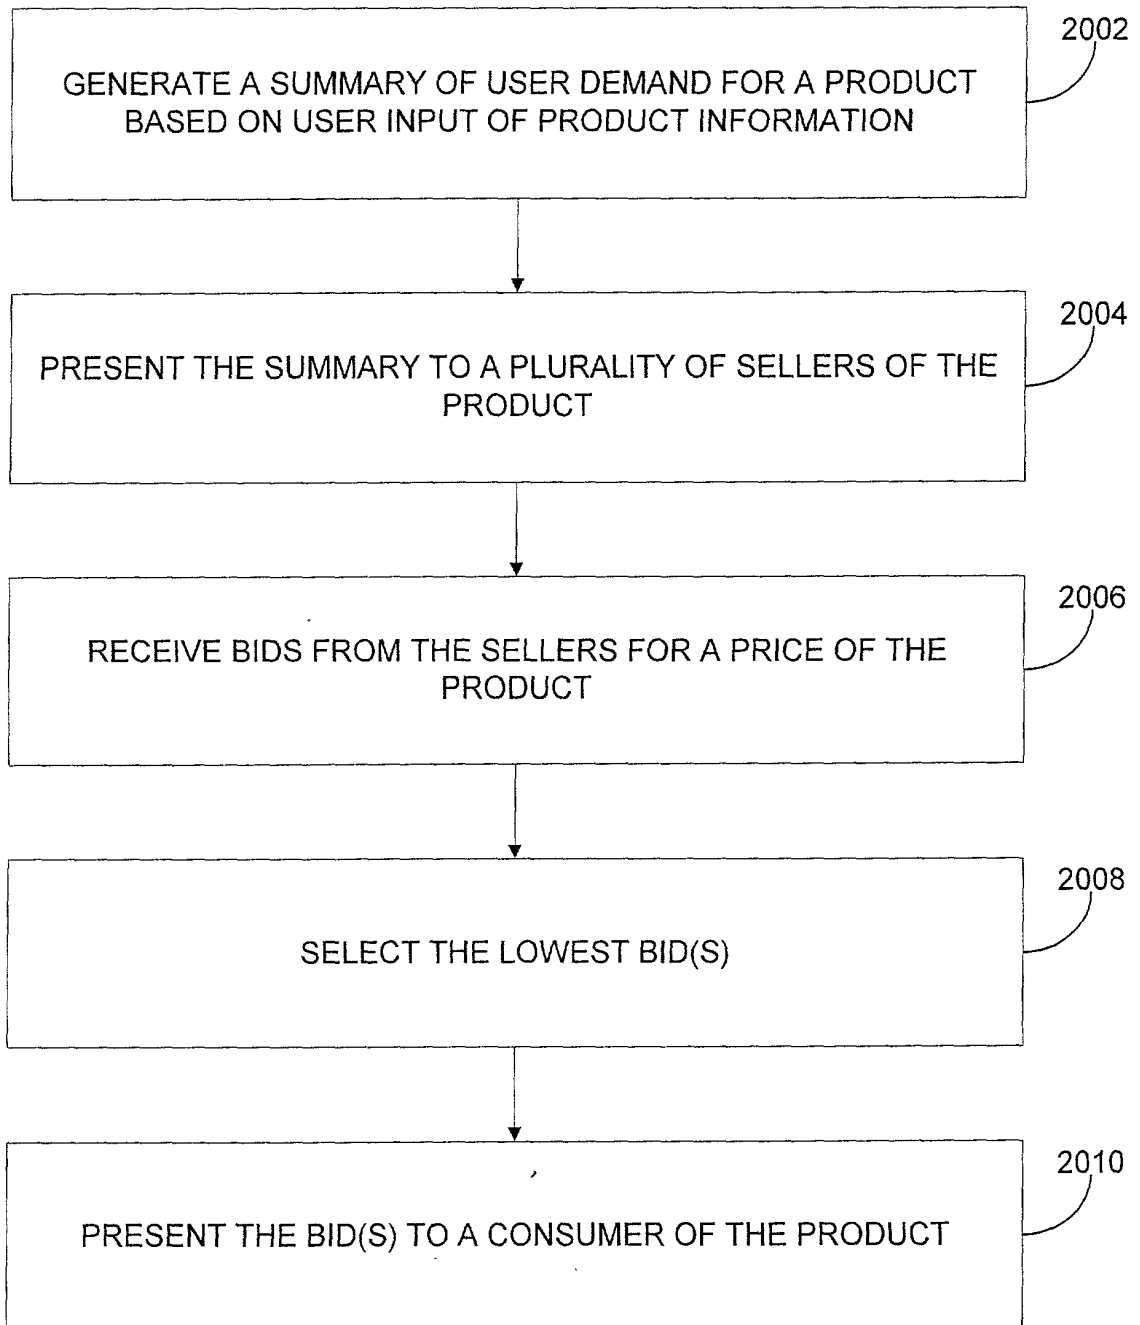 2002
GENERATE A SUMMARY OF USER DEMAND FOR A PRODUCT
BASED ON USER INPUT OF PRODUCT INFORMATION
2004
PRESENT THE SUMMARY TO A PLURALITY OF SELLERS OF THE
PRODUCT
2006
RECEIVE BIDS FROM THE SELLERS FOR A PRICE OF THE
PRODUCT
2008
SELECT THE LOWEST BID(S)
2010
PRESENT THE BID(S) TO A CONSUMER OF THE PRODUCT